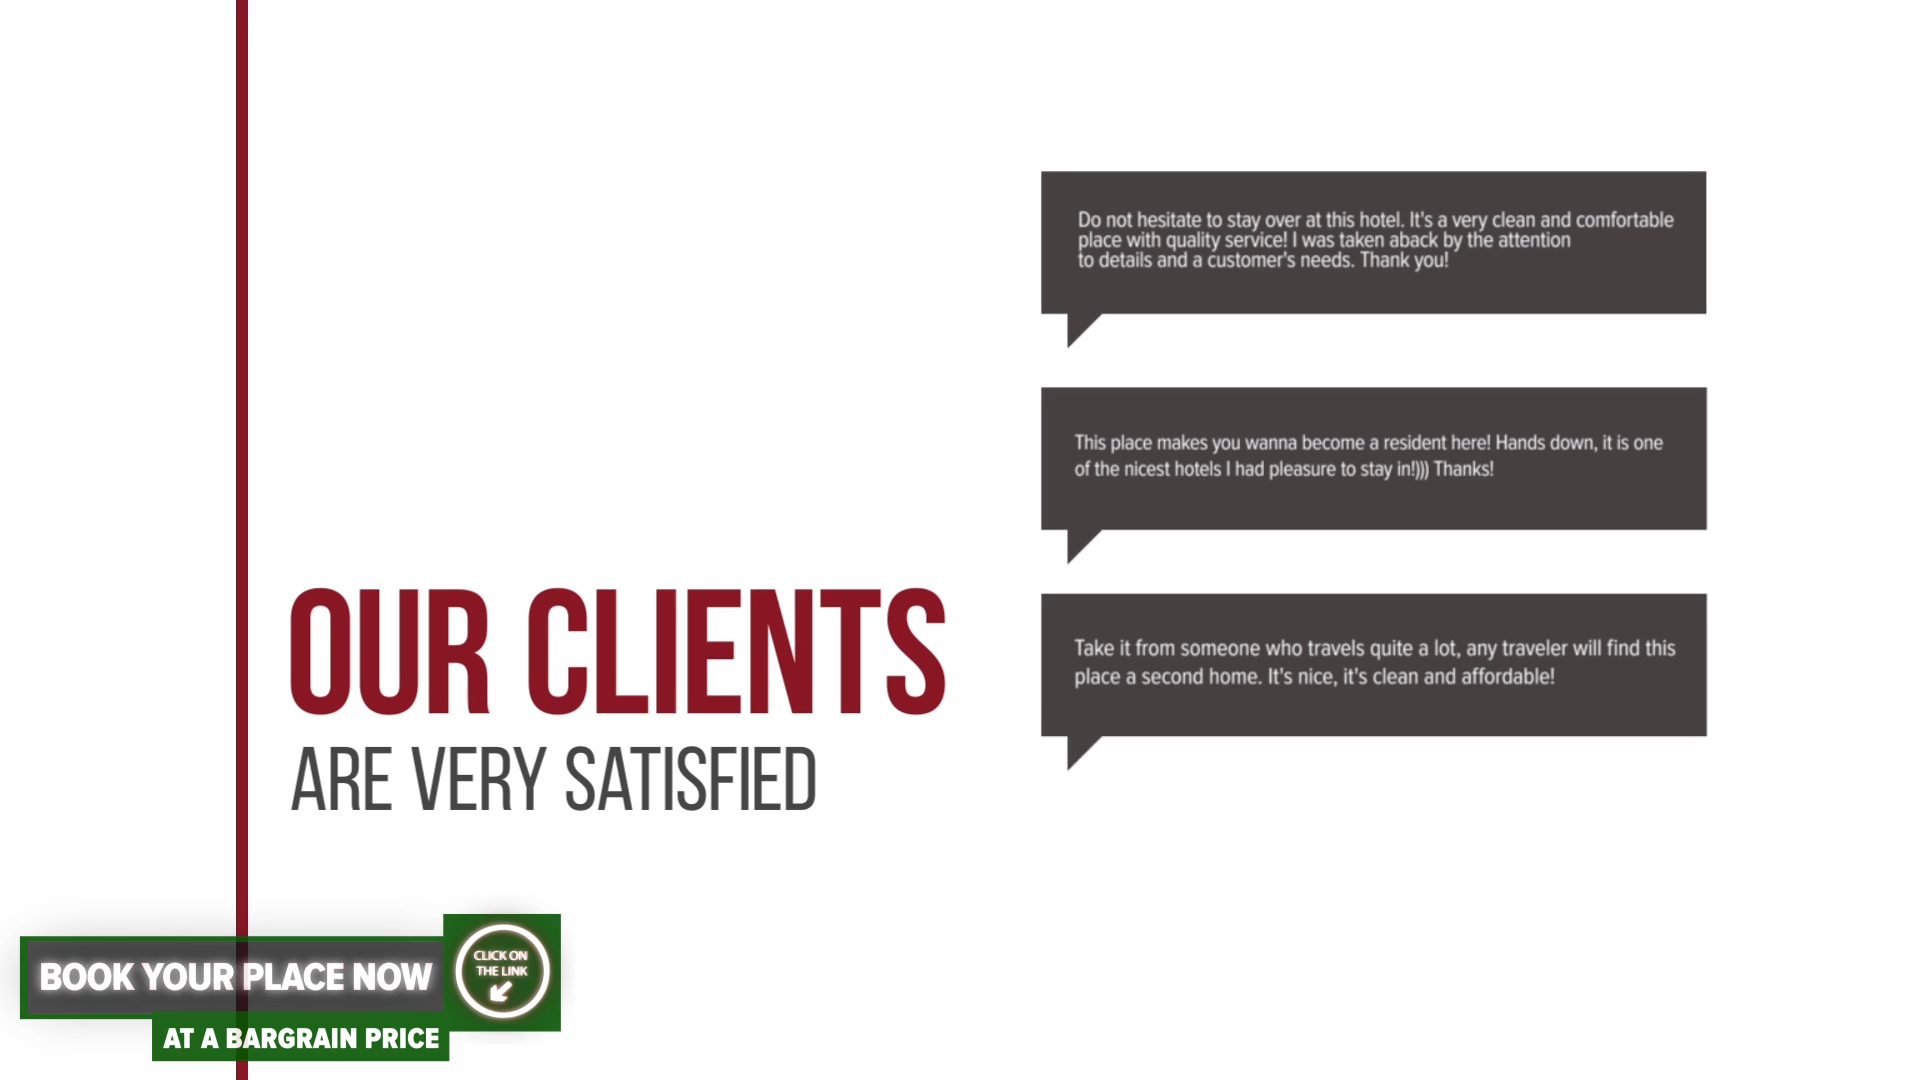 Do not hesitate to stay over at this hotel. It's a very clean and comfortable
place with quality service! I was taken aback by the attention
to details and a customer's needs. Thank you!
This place makes you wanna become a resident here! Hands down, it is one
of the nicest hotels I had pleasure to stay in!))) Thanks!
Take it from someone who travels quite a lot, any traveler will find this
place a second home. It's nice, it's clean and affordable!
OUR CLIENTS
ARE VERY SATISFIED
BOOK YOUR PLACE NOW
CLICK ON
THE LINK
AT A BARGRAIN PRICE